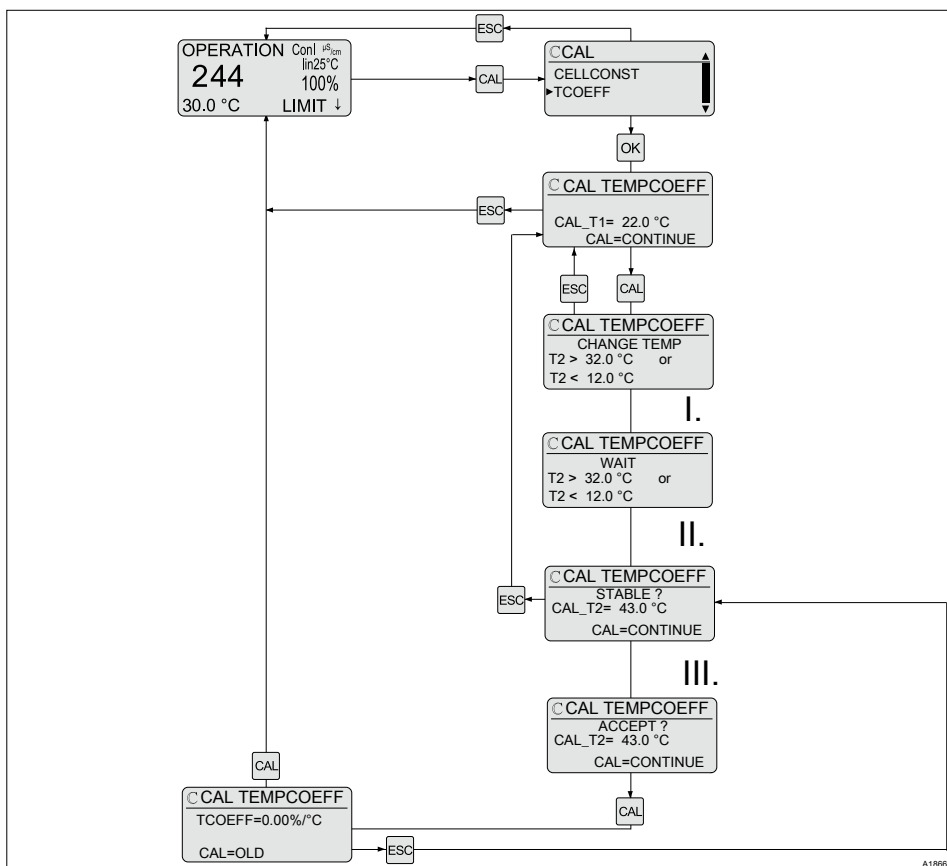 ESC
OPERATION ConI µS/cm
lin25°C
244 100%
30.0 °C LIMIT ↓
CAL
ℂCAL
CELLCONST
▸TCOEFF
OK
ℂ CAL TEMPCOEFF
CAL_T1= 22.0 °C
CAL=CONTINUE
ESC
ESC
CAL
ℂ CAL TEMPCOEFF
CHANGE TEMP
T2 > 32.0 °C or
T2 < 12.0 °C
I.
ℂ CAL TEMPCOEFF
WAIT
T2 > 32.0 °C or
T2 < 12.0 °C
II.
ℂ CAL TEMPCOEFF
STABLE ?
CAL_T2= 43.0 °C
CAL=CONTINUE
ESC
III.
ℂ CAL TEMPCOEFF
ACCEPT ?
CAL_T2= 43.0 °C
CAL=CONTINUE
CAL
CAL
ℂ CAL TEMPCOEFF
TCOEFF=0.00%/°C
CAL=OLD
ESC
A1866